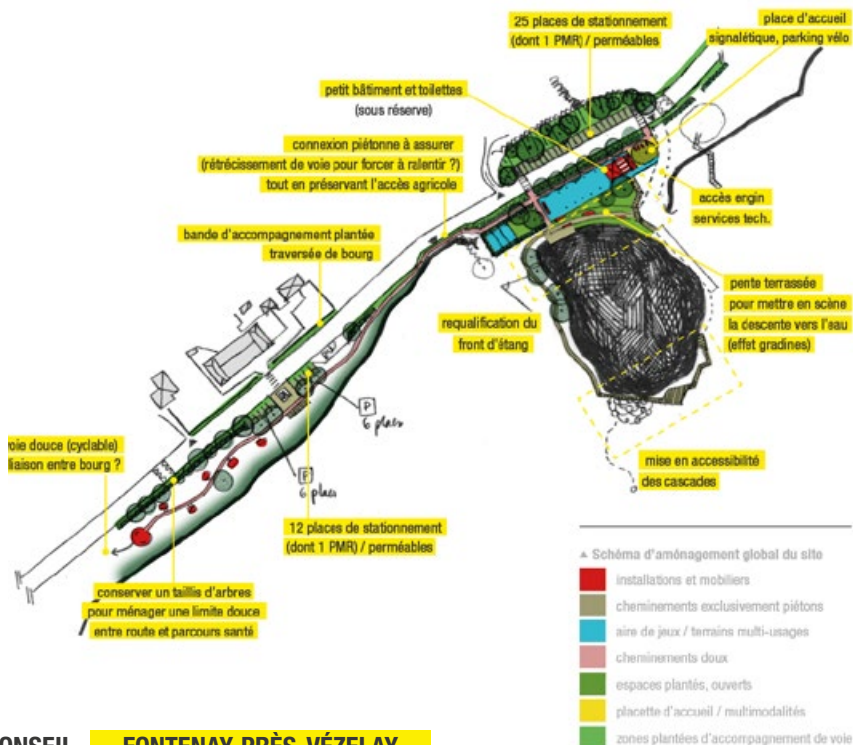 25 places de stationnement
(dont 1 PMR) / perméables
place d'accueil
signalétique, parking vélo
petit bâtiment et toilettes
(sous réserve)
connexion piétonne à assurer
(rétrécissement de voie pour forcer à ralentir ?)
tout en préservant l'accès agricole
accès engin
services tech.
bande d'accompagnement plantée
traversée de bourg
pente terrassée
pour mettre en scène
la descente vers l'eau
(effet gradines)
requalification du
front d'étang
P
6 places
P
6 places
voie douce (cyclable)
liaison entre bourg ?
mise en accessibilité
des cascades
12 places de stationnement
(dont 1 PMR) / perméables
conserver un taillis d'arbres
pour ménager une limite douce
entre route et parcours santé
▲ Schéma d'aménagement global du site
installations et mobiliers
cheminements exclusivement piétons
aire de jeux / terrains multi-usages
cheminements doux
espaces plantés, ouverts
placette d'accueil / multimodalités
zones plantées d'accompagnement de voie
ONSEIL FONTENAY-PRÈS-VÉZELAY